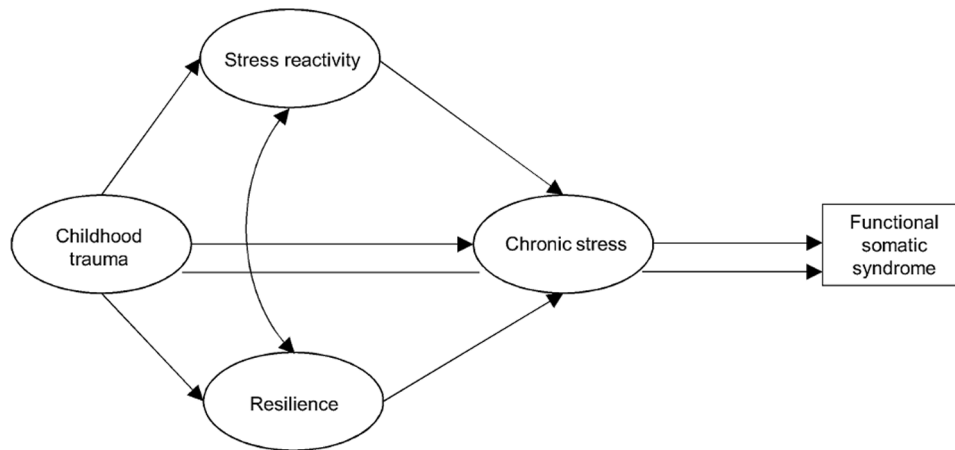 Stress reactivity
Childhood
trauma
Chronic stress
Functional
somatic
syndrome
Resilience